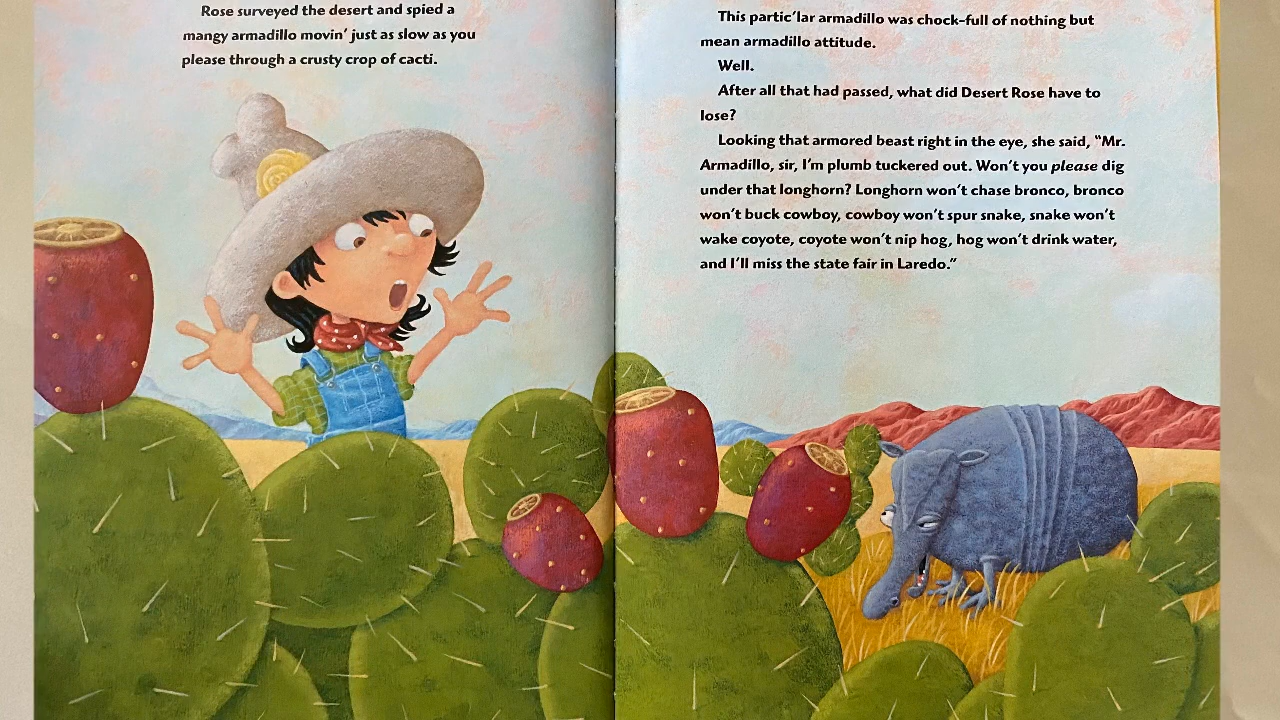 Rose surveyed the desert and spied a
mangy armadillo movin' just as slow as you
please through a crusty crop of cacti.
This partic'lar armadillo was chock-full of nothing but
mean armadillo attitude.
Well.
After all that had passed, what did Desert Rose have to
lose?
Looking that armored beast right in the eye, she said, "Mr.
Armadillo, sir, I'm plumb tuckered out. Won't you please dig
under that longhorn? Longhorn won't chase bronco, bronco
won't buck cowboy, cowboy won't spur snake, snake won't
wake coyote, coyote won't nip hog, hog won't drink water,
and I'll miss the state fair in Laredo."